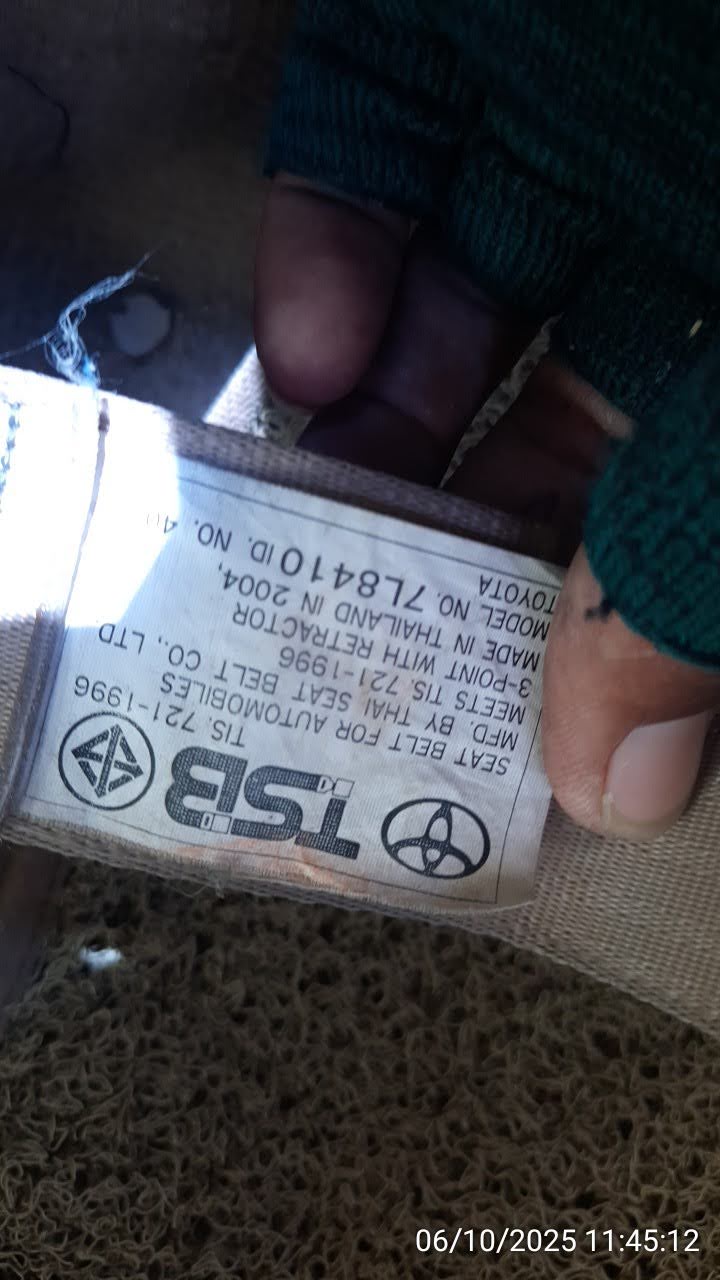 TSB
TIS. 721-1996
SEAT BELT FOR AUTOMOBILES
MFD. BY THAI SEAT BELT CO., LTD
MEETS TIS. 721-1996
3-POINT WITH RETRACTOR
MADE IN THAILAND IN 2004,
MODEL NO. 7L8410 ID. NO.
TOYOTA
06/10/2025 11:45:12